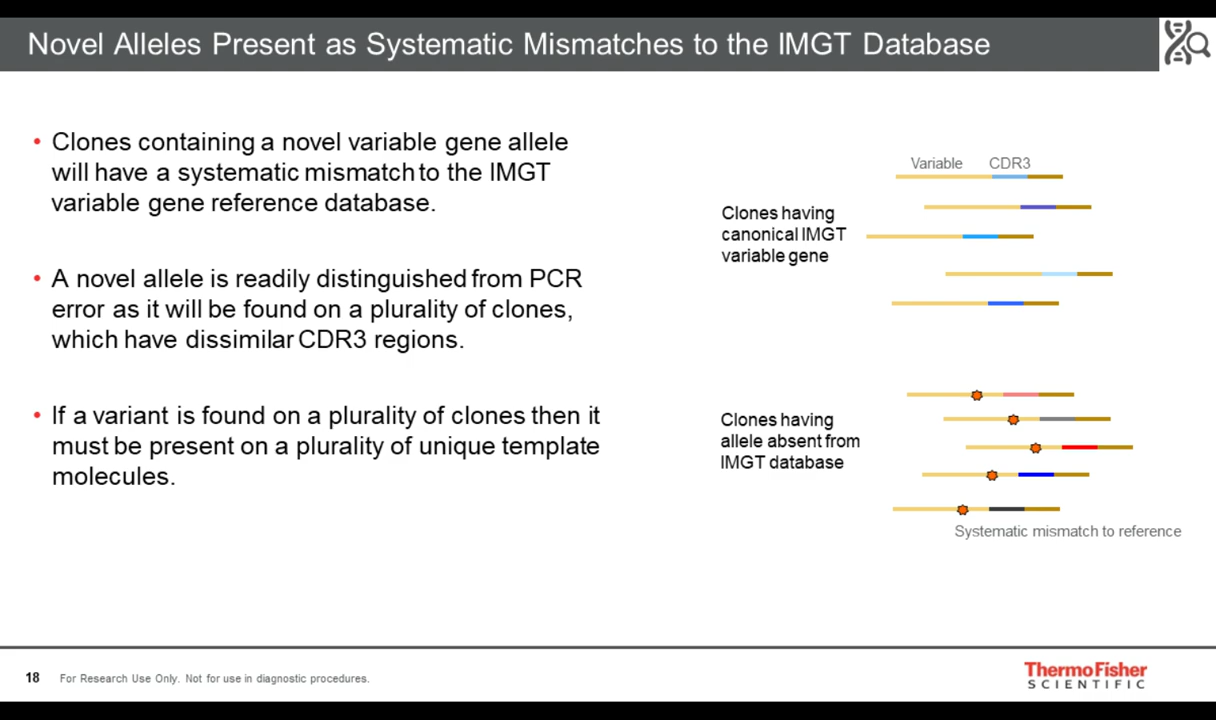 Novel Alleles Present as Systematic Mismatches to the IMGT Database
• Clones containing a novel variable gene allele
will have a systematic mismatch to the IMGT
variable gene reference database.
• A novel allele is readily distinguished from PCR
error as it will be found on a plurality of clones,
which have dissimilar CDR3 regions.
• If a variant is found on a plurality of clones then it
must be present on a plurality of unique template
molecules.
Variable CDR3
Clones having
canonical IMGT
variable gene
Clones having
allele absent from
IMGT database
Systematic mismatch to reference
18 For Research Use Only. Not for use in diagnostic procedures.
ThermoFisher
SCIENTIFIC